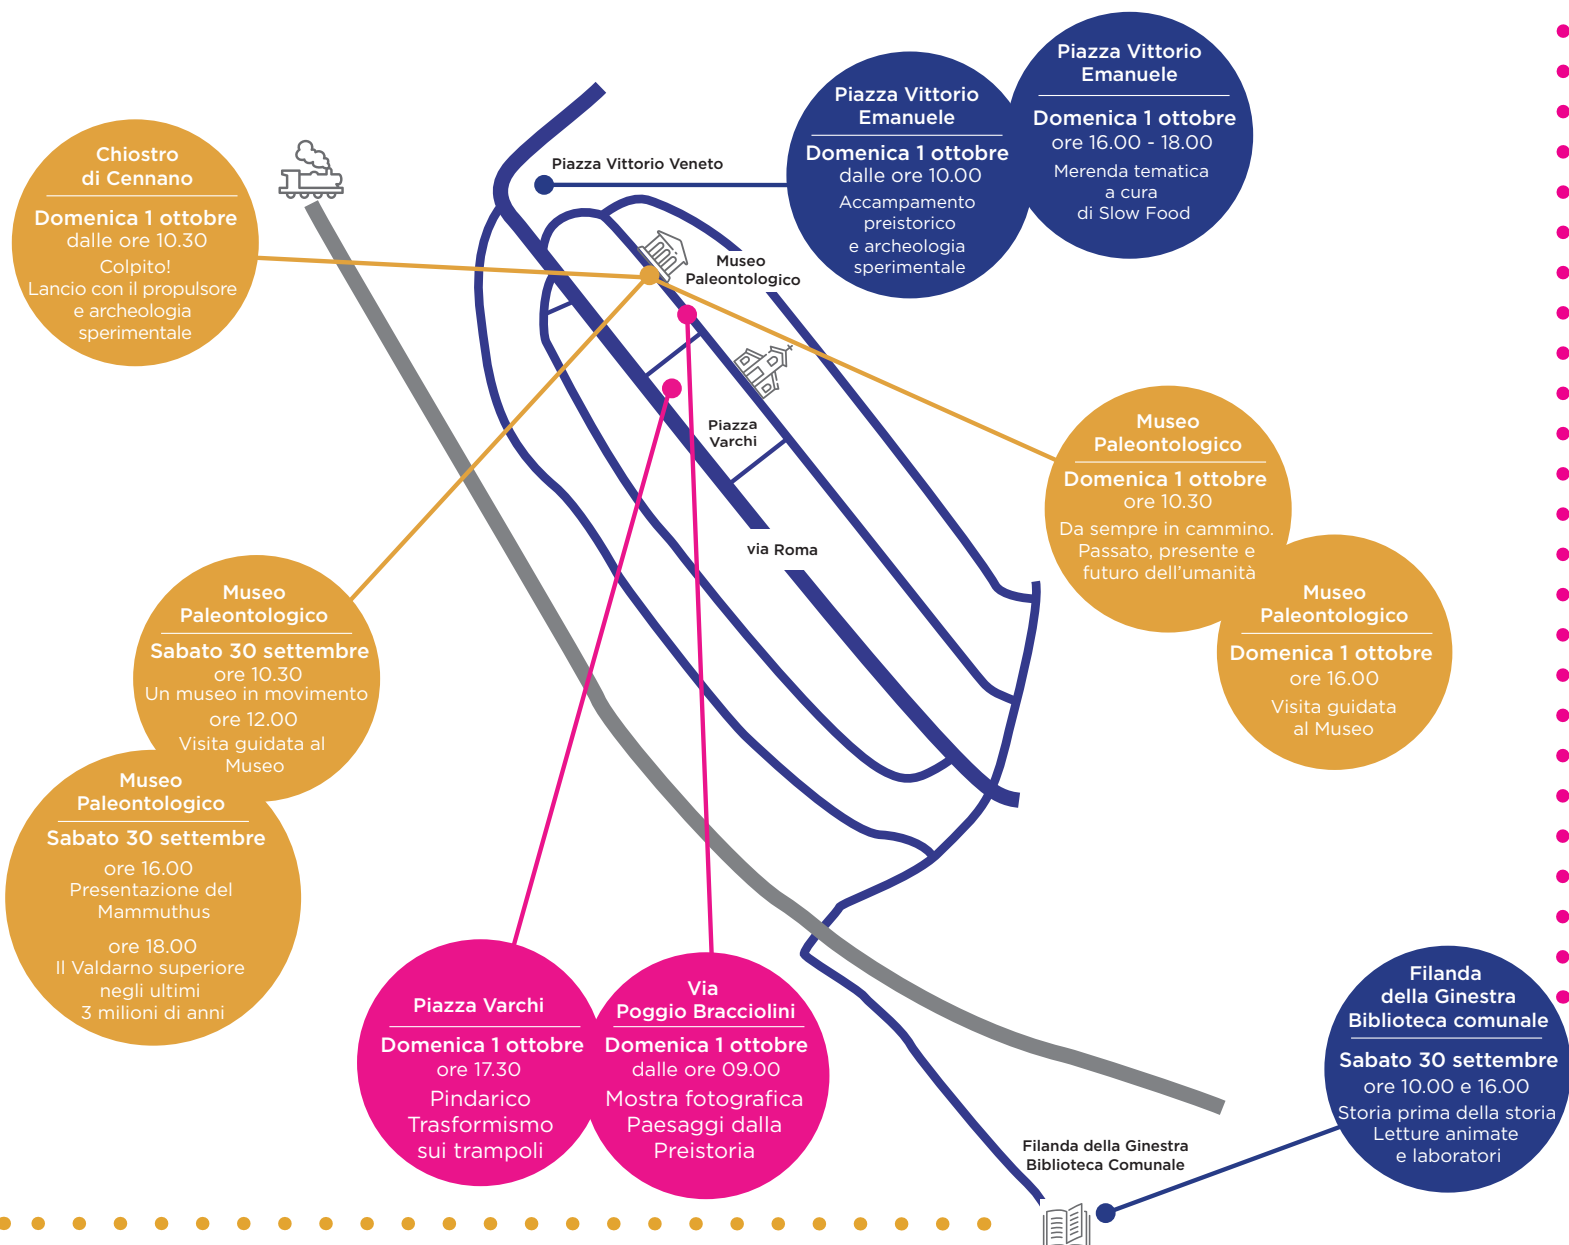 Piazza Vittorio
Emanuele
Domenica 1 ottobre
ore 16.00 - 18.00
Merenda tematica
a cura
di Slow Food
Piazza Vittorio
Emanuele
Domenica 1 ottobre
dalle ore 10.00
Accampamento
preistorico
e archeologia
sperimentale
Piazza Vittorio Veneto
Chiostro
di Cennano
Domenica 1 ottobre
dalle ore 10.30
Colpito!
Lancio con il propulsore
e archeologia
sperimentale
Museo
Paleontologico
Piazza
Varchi
via Roma
Museo
Paleontologico
Domenica 1 ottobre
ore 10.30
Da sempre in cammino.
Passato, presente e
futuro dell'umanità
Museo
Paleontologico
Domenica 1 ottobre
ore 16.00
Visita guidata
al Museo
Museo
Paleontologico
Sabato 30 settembre
ore 10.30
Un museo in movimento
ore 12.00
Visita guidata al
Museo
Museo
Paleontologico
Sabato 30 settembre
ore 16.00
Presentazione del
Mammuthus
ore 18.00
Il Valdarno superiore
negli ultimi
3 milioni di anni
Piazza Varchi
Domenica 1 ottobre
ore 17.30
Pindarico
Trasformismo
sui trampoli
Via
Poggio Bracciolini
Domenica 1 ottobre
dalle ore 09.00
Mostra fotografica
Paesaggi dalla
Preistoria
Filanda
della Ginestra
Biblioteca comunale
Sabato 30 settembre
ore 10.00 e 16.00
Storia prima della storia
Letture animate
e laboratori
Filanda della Ginestra
Biblioteca Comunale